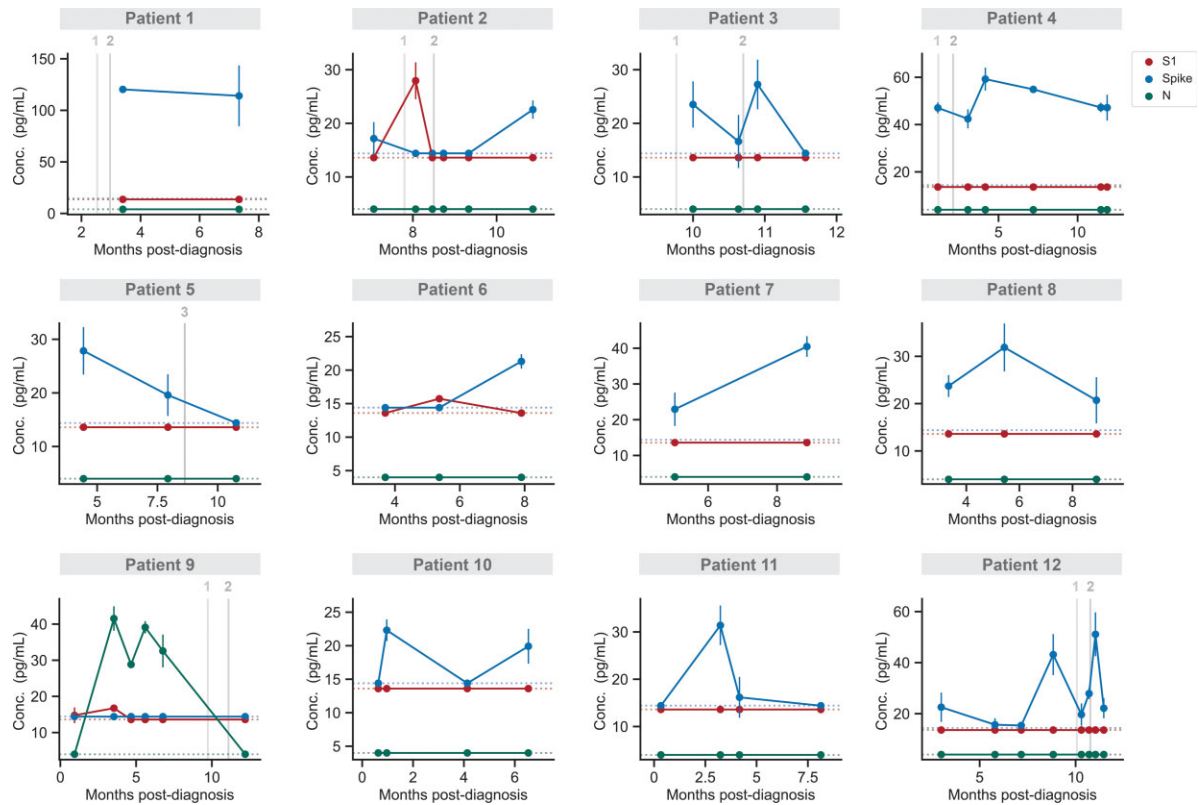 Patient 1
Patient 2
Patient 3
Patient 4
1 2
1 2
1 2
1 2
S1
Spike
N
Conc. (pg/mL)
150
100
50
0
2 4 6 8
Months post-diagnosis
Conc. (pg/mL)
30
20
10
8 10
Months post-diagnosis
Conc. (pg/mL)
30
20
10
10 11 12
Months post-diagnosis
Conc. (pg/mL)
60
40
20
5 10
Months post-diagnosis
Patient 5
Patient 6
Patient 7
Patient 8
3
Conc. (pg/mL)
30
20
10
5 7.5 10
Months post-diagnosis
Conc. (pg/mL)
25
20
15
10
5
4 6 8
Months post-diagnosis
Conc. (pg/mL)
40
30
20
10
6 8
Months post-diagnosis
Conc. (pg/mL)
30
20
10
4 6 8
Months post-diagnosis
Patient 9
Patient 10
Patient 11
Patient 12
1 2
1 2
Conc. (pg/mL)
40
30
20
10
0 5 10
Months post-diagnosis
Conc. (pg/mL)
25
20
15
10
5
0 2 4 6
Months post-diagnosis
Conc. (pg/mL)
30
20
10
0 2.5 5 7.5
Months post-diagnosis
Conc. (pg/mL)
60
40
20
5 10
Months post-diagnosis